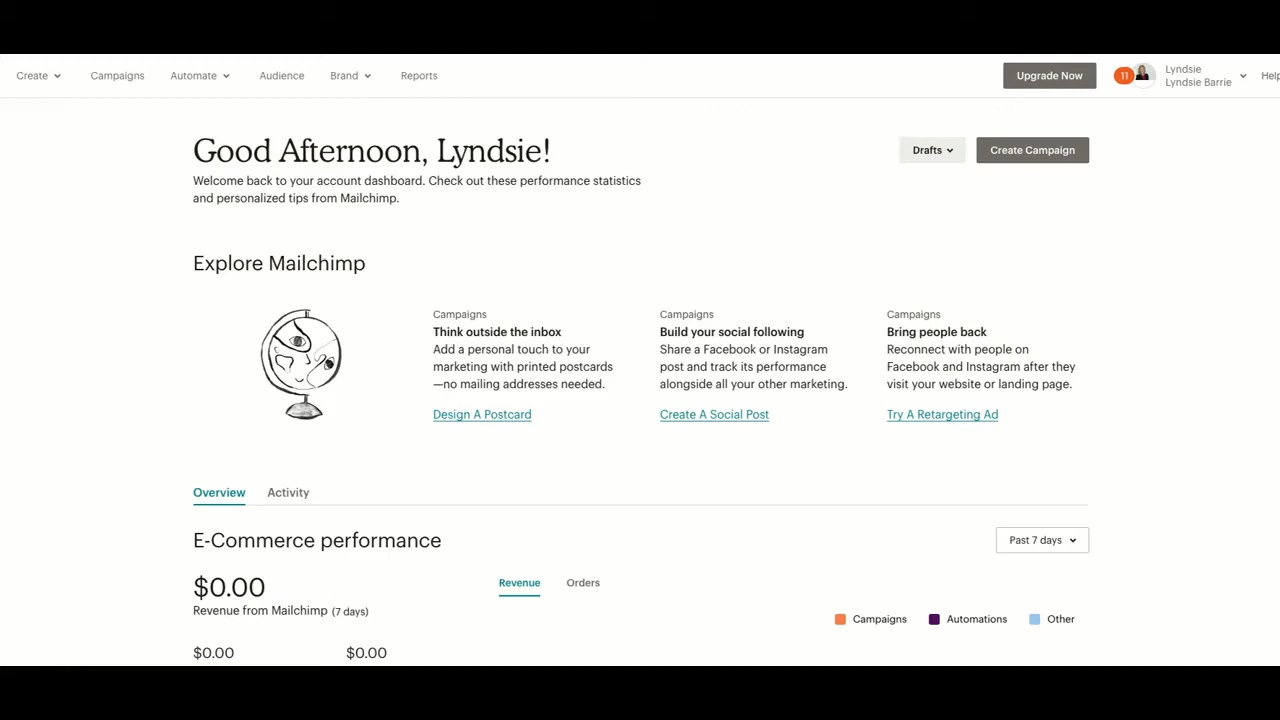 Create
Campaigns
Automate
Audience
Brand
Reports
Upgrade Now
11
Lyndsie
Lyndsie Barrie
Help
Good Afternoon, Lyndsie!
Drafts
Create Campaign
Welcome back to your account dashboard. Check out these performance statistics
and personalized tips from Mailchimp.
Explore Mailchimp
Campaigns
Think outside the inbox
Add a personal touch to your
marketing with printed postcards
—no mailing addresses needed.
Design A Postcard
Campaigns
Build your social following
Share a Facebook or Instagram
post and track its performance
alongside all your other marketing.
Create A Social Post
Campaigns
Bring people back
Reconnect with people on
Facebook and Instagram after they
visit your website or landing page.
Try A Retargeting Ad
Overview
Activity
E-Commerce performance
Past 7 days
$0.00
Revenue from Mailchimp (7 days)
Revenue
Orders
Campaigns
Automations
Other
$0.00
$0.00